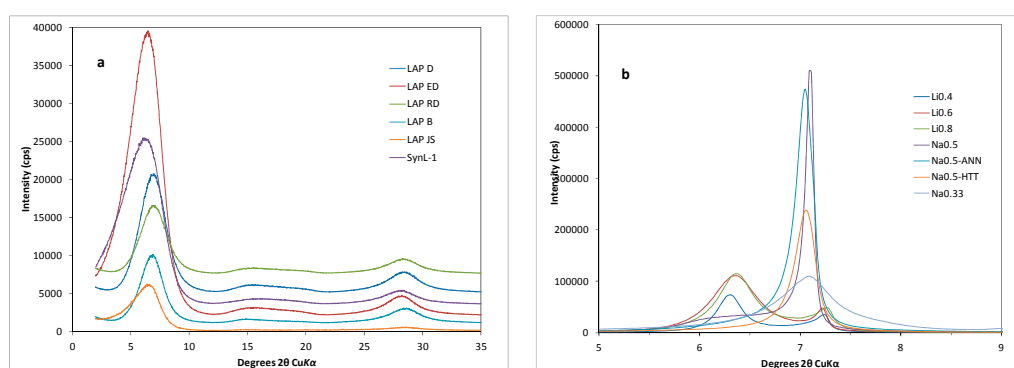 40000
35000
30000
25000
20000
15000
10000
5000
0
Intensity (cps)
a
LAP D
LAP ED
LAP RD
LAP B
LAP JS
SynL-1
0
5
10
15
20
25
30
35
Degrees 2θ CuKα
600000
500000
400000
300000
200000
100000
0
Intensity (cps)
b
Li0.4
Li0.6
Li0.8
Na0.5
Na0.5-ANN
Na0.5-HTT
Na0.33
5
6
7
8
9
Degrees 2θ CuKα